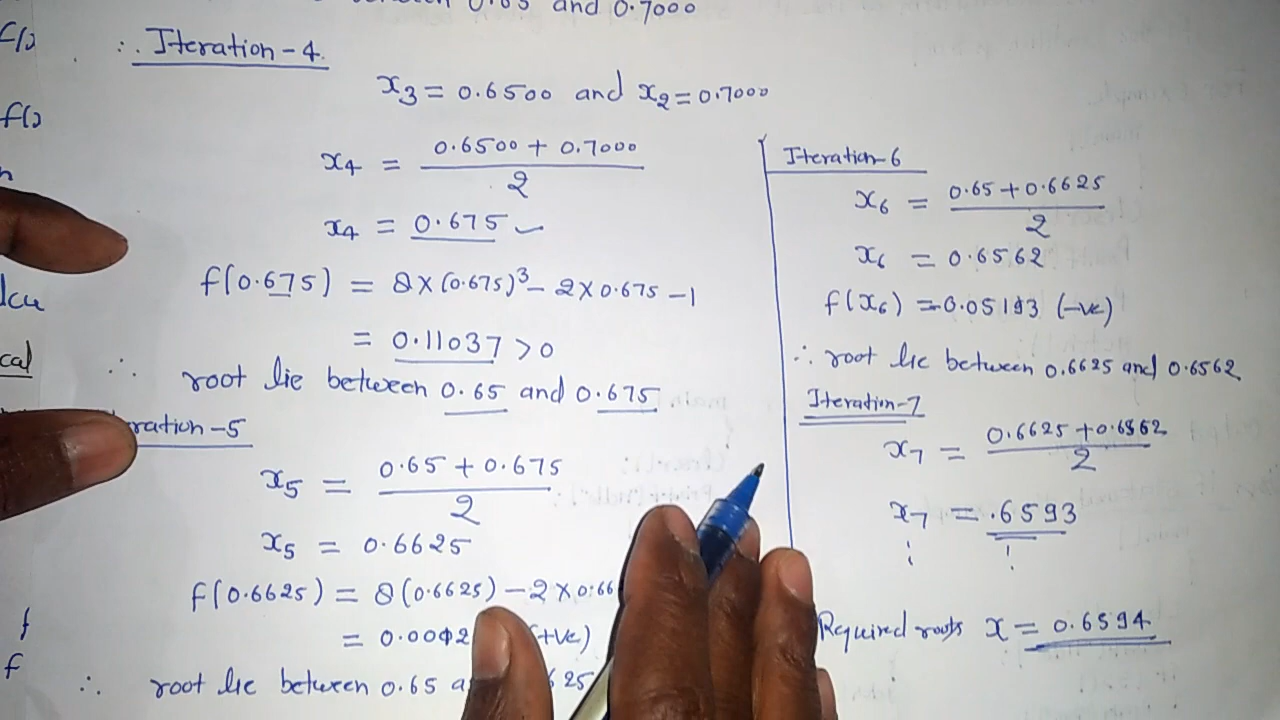 and 0.7000
∴ Iteration-4.
x3 = 0.6500 and x2 = 0.7000
x4 = (0.6500 + 0.7000) / 2
x4 = 0.675 ✓
f(0.675) = 8×(0.675)³ - 2×0.675 - 1
= 0.11037 > 0
∴ root lie between 0.65 and 0.675
ration-5
x5 = (0.65 + 0.675) / 2
x5 = 0.6625
f(0.6625) = 8(0.6625) - 2×0.66
= 0.0042 (+ve)
∴ root lie between 0.65 a 625
Iteration-6
x6 = (0.65 + 0.6625) / 2
x6 = 0.6562
f(x6) = -0.05193 (-ve)
∴ root lie between 0.6625 and 0.6562
Iteration-7
x7 = (0.6625 + 0.6562) / 2
x7 = .6593
Required roots x = 0.6594